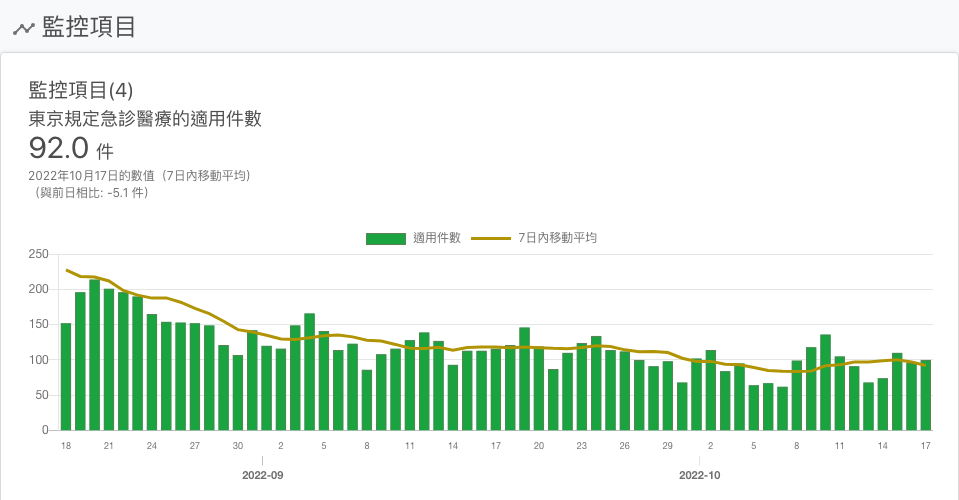 監控項目
監控項目(4)
東京規定急診醫療的適用件數
92.0 件
2022年10月17日的數值（7日內移動平均）
（與前日相比: -5.1 件）
適用件數 7日內移動平均
250
200
150
100
50
0
18 21 24 27 30 2 5 8 11 14 17 20 23 26 29 2 5 8 11 14 17
2022-09 2022-10